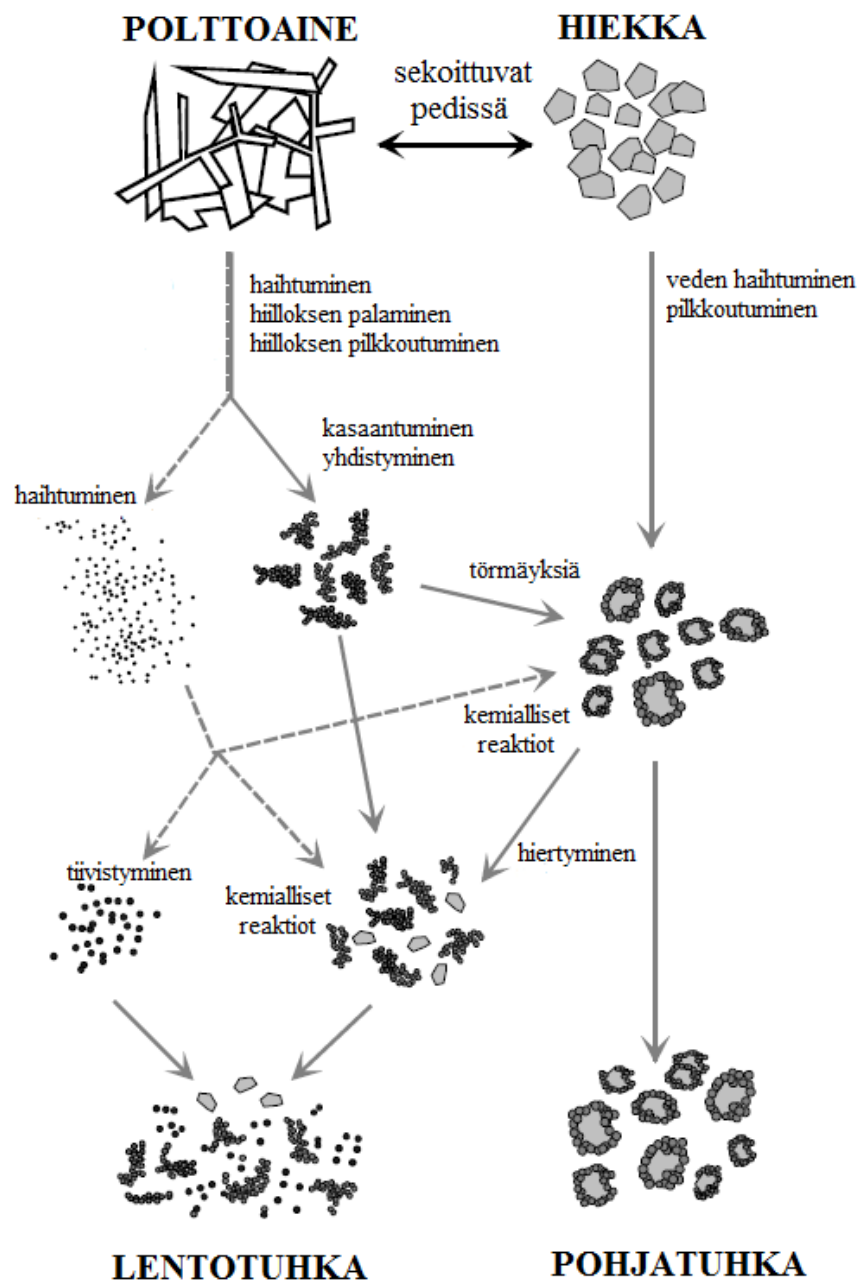 POLTTOAINE
HIEKKA
sekoittuvat
pedissä
haihtuminen
hiilloksen palaminen
hiilloksen pilkkoutuminen
veden haihtuminen
pilkkoutuminen
kasaantuminen
yhdistyminen
haihtuminen
törmäyksiä
kemialliset
reaktiot
hiertyminen
tiivistyminen
kemialliset
reaktiot
LENTOTUHKA
POHJATUHKA